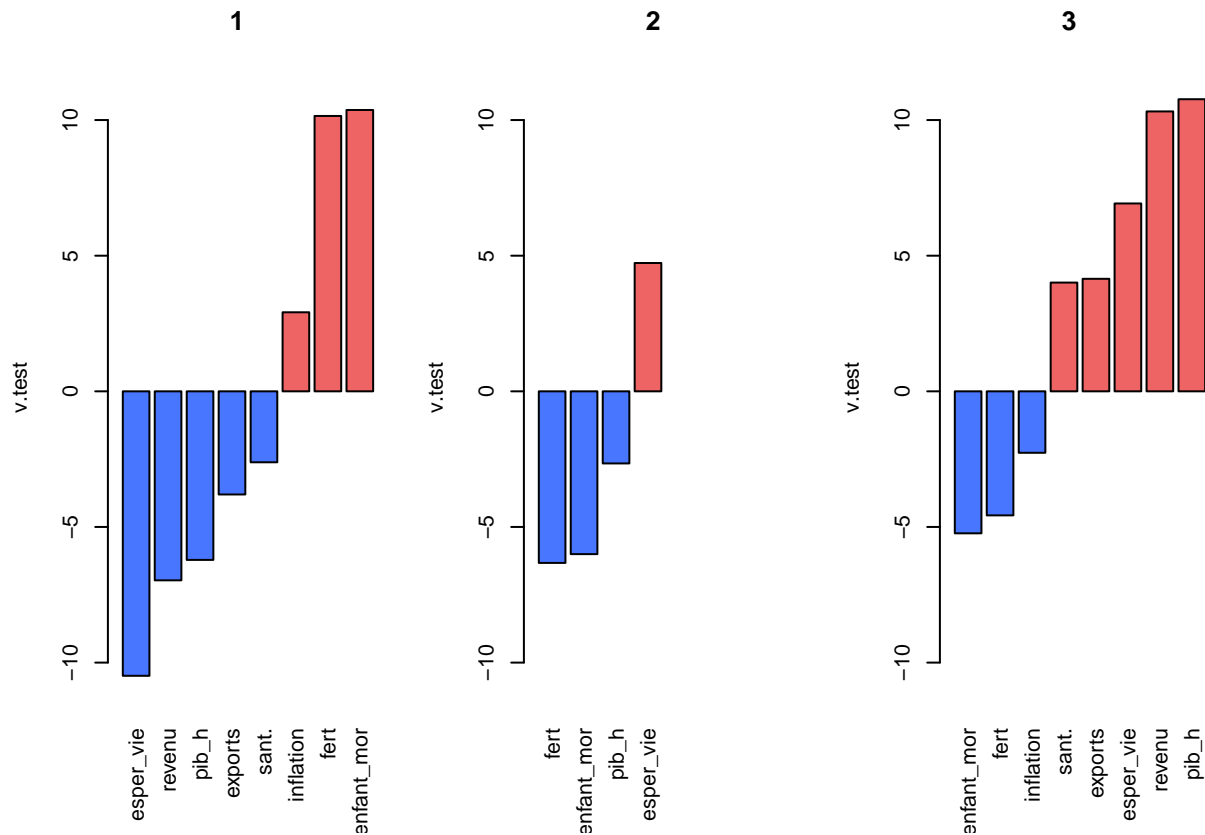 1
v.test
10
5
0
−5
−10
esper_vie
revenu
pib_h
exports
sant.
inflation
fert
enfant_mor
2
v.test
10
5
0
−5
−10
fert
enfant_mor
pib_h
esper_vie
3
v.test
10
5
0
−5
−10
enfant_mor
fert
inflation
sant.
exports
esper_vie
revenu
pib_h